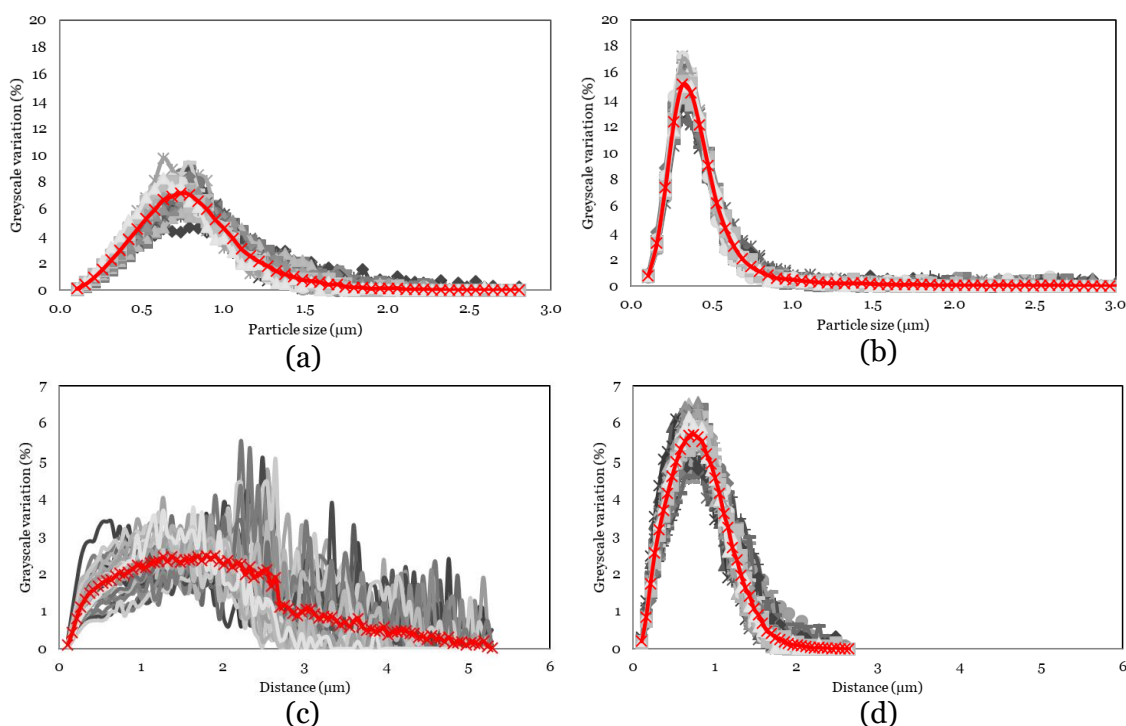 20
18
16
14
12
10
8
6
4
2
0
Greyscale variation (%)
0.0 0.5 1.0 1.5 2.0 2.5 3.0
Particle size (µm)
(a)
20
18
16
14
12
10
8
6
4
2
0
Greyscale variation (%)
0.0 0.5 1.0 1.5 2.0 2.5 3.0
Particle size (µm)
(b)
7
6
5
4
3
2
1
0
Grayscale variation (%)
0 1 2 3 4 5 6
Distance (µm)
(c)
7
6
5
4
3
2
1
0
Greyscale variation (%)
0 1 2 3 4 5 6
Distance (µm)
(d)